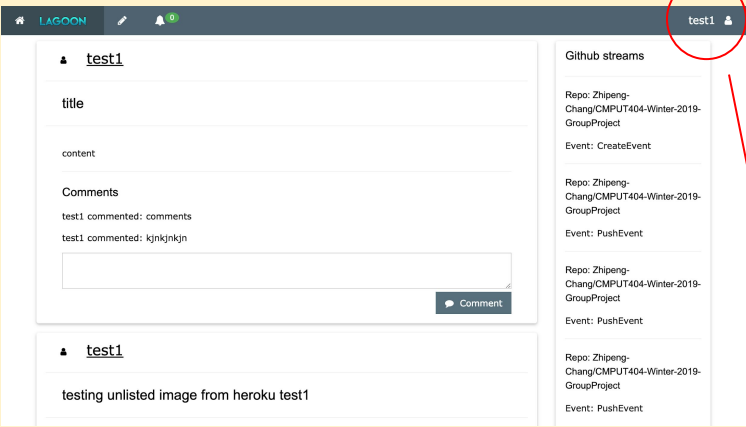 LAGOON
0
test1
test1
title
content
Comments
test1 commented: comments
test1 commented: kjnkjnkjn
Comment
test1
testing unlisted image from heroku test1
Github streams
Repo: Zhipeng-
Chang/CMPUT404-Winter-2019-
GroupProject
Event: CreateEvent
Repo: Zhipeng-
Chang/CMPUT404-Winter-2019-
GroupProject
Event: PushEvent
Repo: Zhipeng-
Chang/CMPUT404-Winter-2019-
GroupProject
Event: PushEvent
Repo: Zhipeng-
Chang/CMPUT404-Winter-2019-
GroupProject
Event: PushEvent